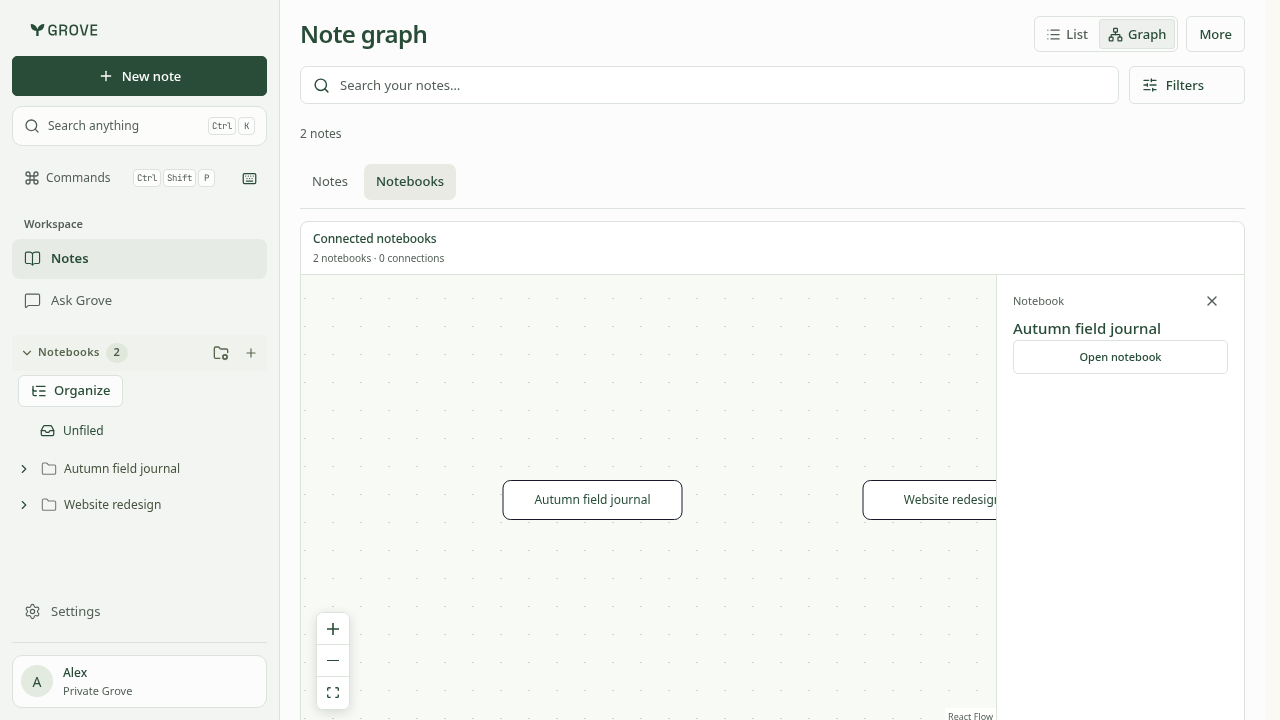 GROVE
New note
Search anything
Ctrl K
Commands
Ctrl Shift P
Workspace
Notes
Ask Grove
Notebooks 2
Organize
Unfiled
Autumn field journal
Website redesign
Settings
A
Alex
Private Grove
Note graph
List
Graph
More
Search your notes...
Filters
2 notes
Notes
Notebooks
Connected notebooks
2 notebooks · 0 connections
Autumn field journal
Website redesign
React Flow
Notebook
Autumn field journal
Open notebook